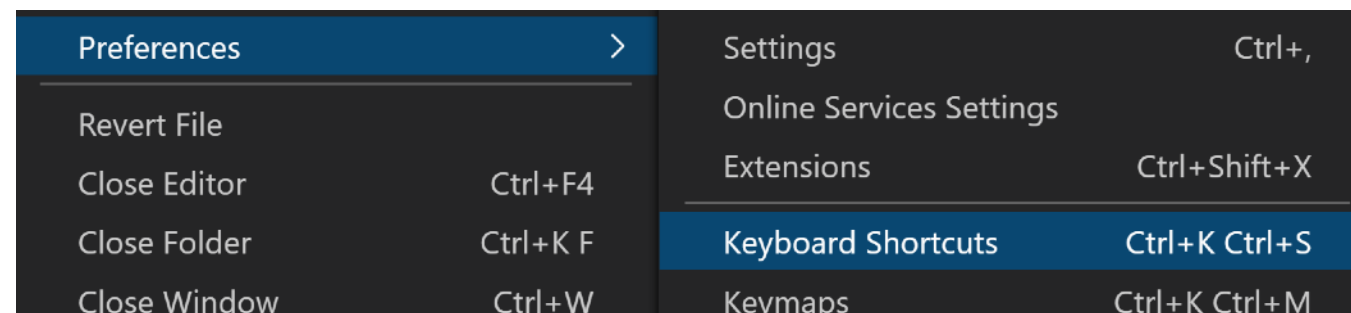 Preferences
Revert File
Close Editor Ctrl+F4
Close Folder Ctrl+K F
Close Window Ctrl+W
Settings Ctrl+,
Online Services Settings
Extensions Ctrl+Shift+X
Keyboard Shortcuts Ctrl+K Ctrl+S
Keymaps Ctrl+K Ctrl+M